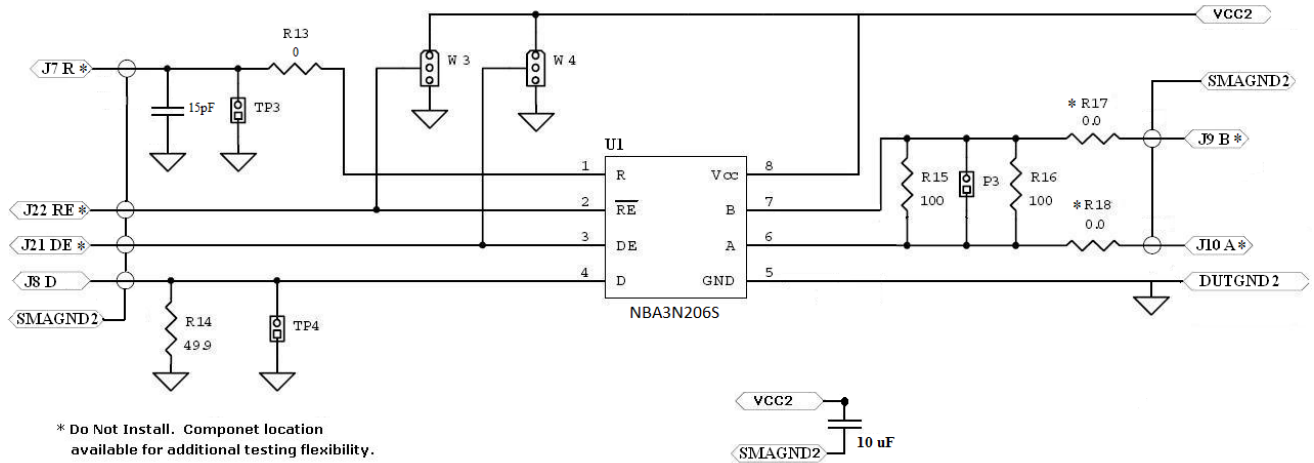 VCC2
R13
0
W 3
W 4
J7 R *
SMAGND2
15pF
TP3
* R17
0.0
U1
J9 B *
1
R
Vcc
8
R15
100
P3
R16
100
J22 RE *
2
RE
B
7
* R18
0.0
J21 DE *
3
DE
A
6
J10 A *
J8 D
4
D
GND
5
DUTGND2
SMAGND2
R14
49.9
TP4
NBA3N206S
VCC2
10 uF
SMAGND2
* Do Not Install. Componet location
available for additional testing flexibility.